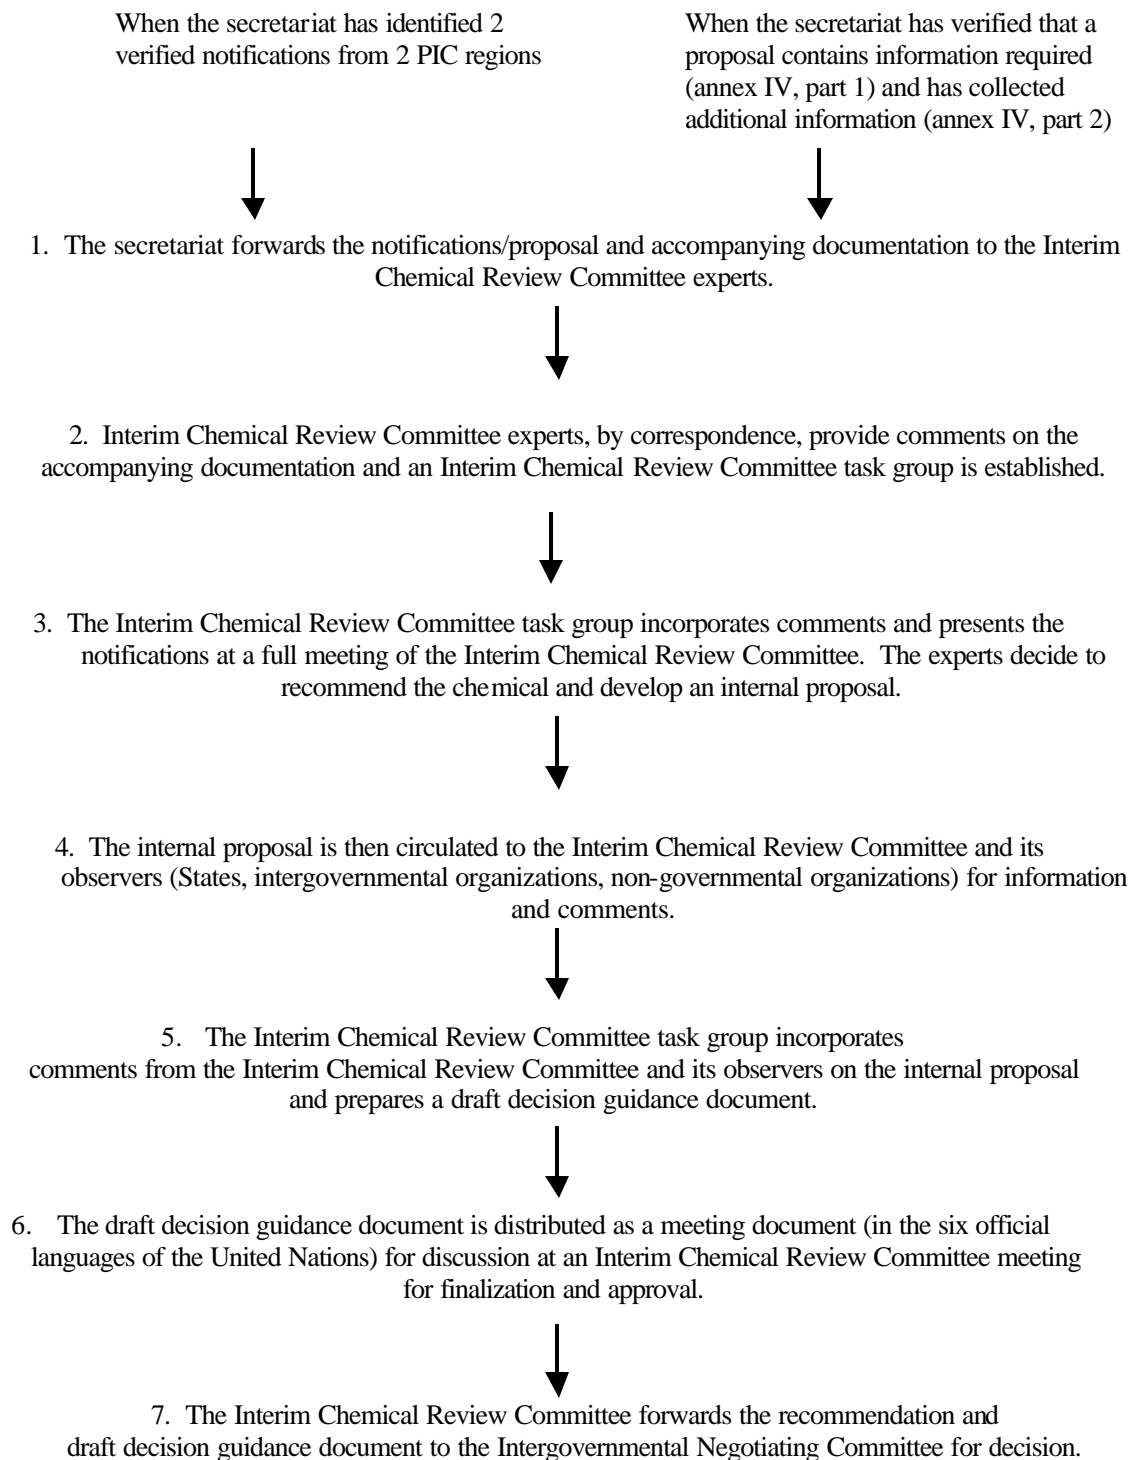 When the secretariat has identified 2
verified notifications from 2 PIC regions
When the secretariat has verified that a
proposal contains information required
(annex IV, part 1) and has collected
additional information (annex IV, part 2)
1. The secretariat forwards the notifications/proposal and accompanying documentation to the Interim
Chemical Review Committee experts.
2. Interim Chemical Review Committee experts, by correspondence, provide comments on the
accompanying documentation and an Interim Chemical Review Committee task group is established.
3. The Interim Chemical Review Committee task group incorporates comments and presents the
notifications at a full meeting of the Interim Chemical Review Committee. The experts decide to
recommend the chemical and develop an internal proposal.
4. The internal proposal is then circulated to the Interim Chemical Review Committee and its
observers (States, intergovernmental organizations, non-governmental organizations) for information
and comments.
5. The Interim Chemical Review Committee task group incorporates
comments from the Interim Chemical Review Committee and its observers on the internal proposal
and prepares a draft decision guidance document.
6. The draft decision guidance document is distributed as a meeting document (in the six official
languages of the United Nations) for discussion at an Interim Chemical Review Committee meeting
for finalization and approval.
7. The Interim Chemical Review Committee forwards the recommendation and
draft decision guidance document to the Intergovernmental Negotiating Committee for decision.